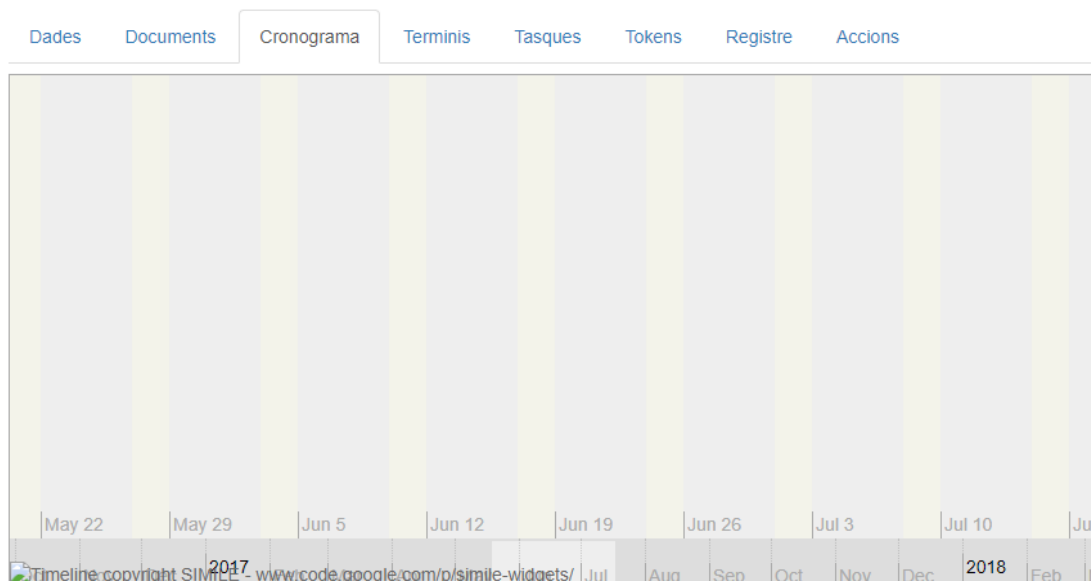 Dades Documents Cronograma Terminis Tasques Tokens Registre Accions
May 22 May 29 Jun 5 Jun 12 Jun 19 Jun 26 Jul 3 Jul 10
2017 2018
Timeline copyright SIMILE - www.code.google.com/p/simile-widgets/ Jul Aug Sep Oct Nov Dec Feb